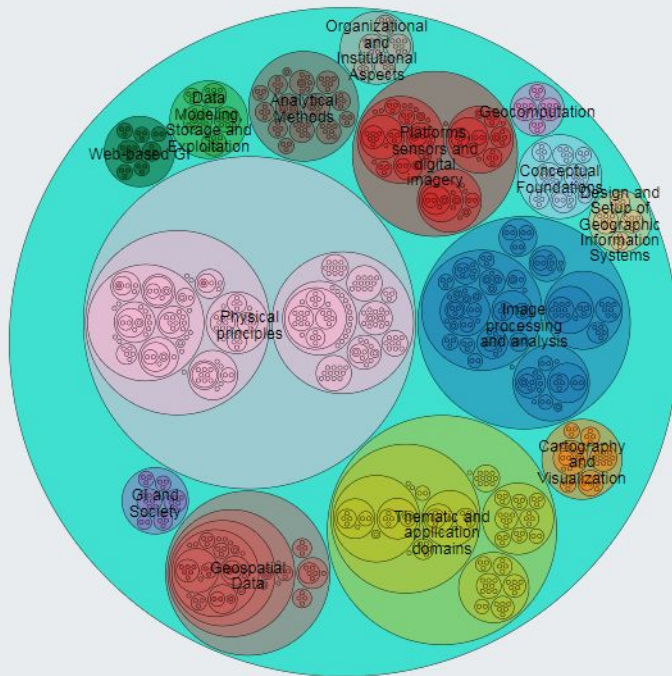 Organizational
and
Institutional
Aspects
Data
Modeling,
Storage and
Exploitation
Analytical
Methods
Geocomputation
Platforms,
sensors and
digital
imagery
Web-based GI
Conceptual
Foundations
Design and
Setup of
Geographic
Information
Systems
Physical
principles
Image
processing
and analysis
Cartography
and
Visualization
GI and
Society
Thematic and
application
domains
Geospatial
Data